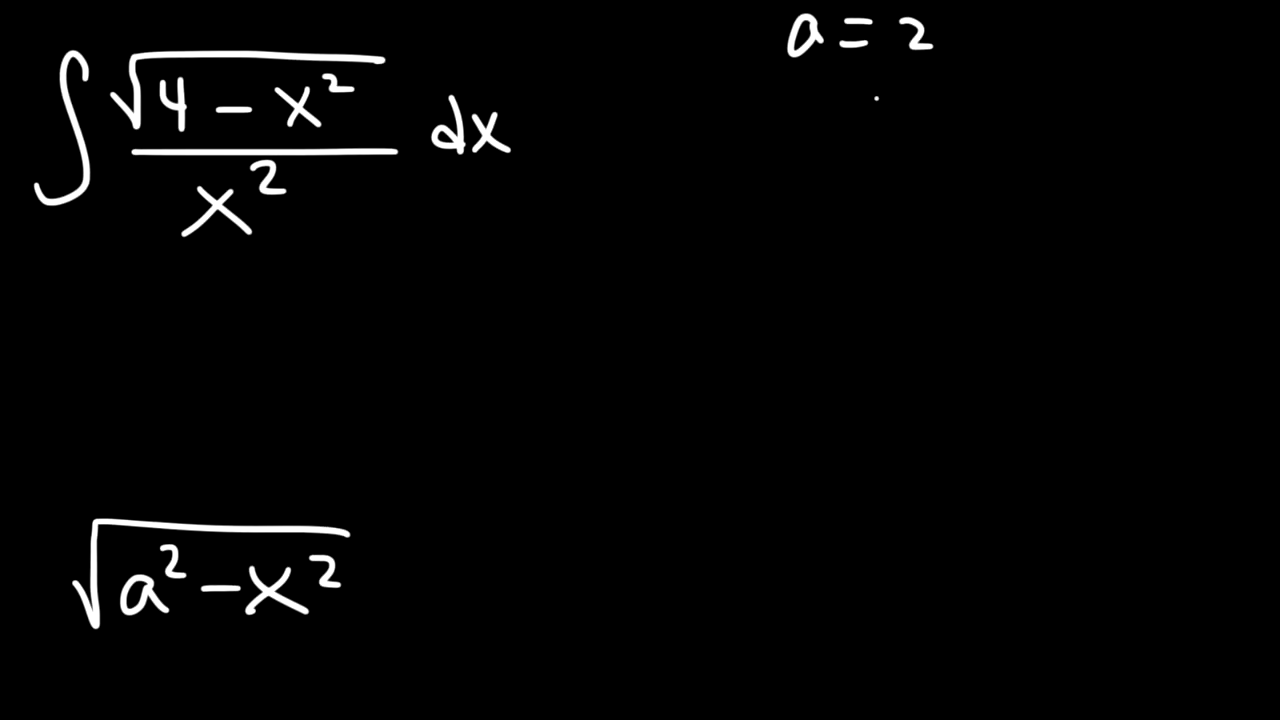 ∫ √(4 - x²) / x² dx
a = 2
√(a² - x²)